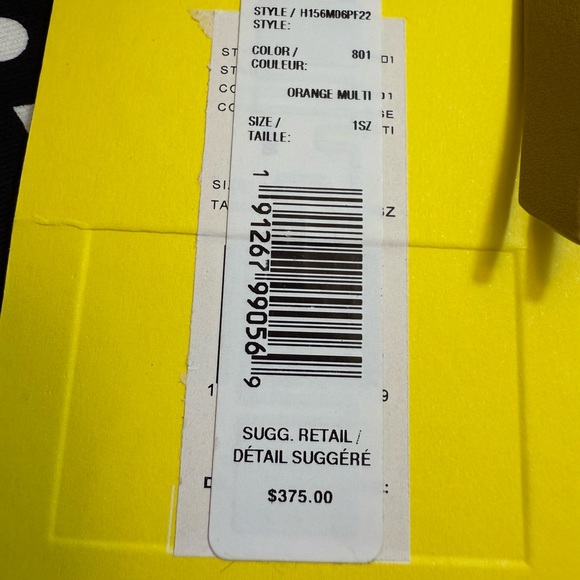 STYLE / H156M06PF22
STYLE:
COLOR / 801
COULEUR:
ORANGE MULTI
SIZE / 1SZ
TAILLE:
1 91267 99056 9
SUGG. RETAIL /
DÉTAIL SUGGÉRÉ
$375.00